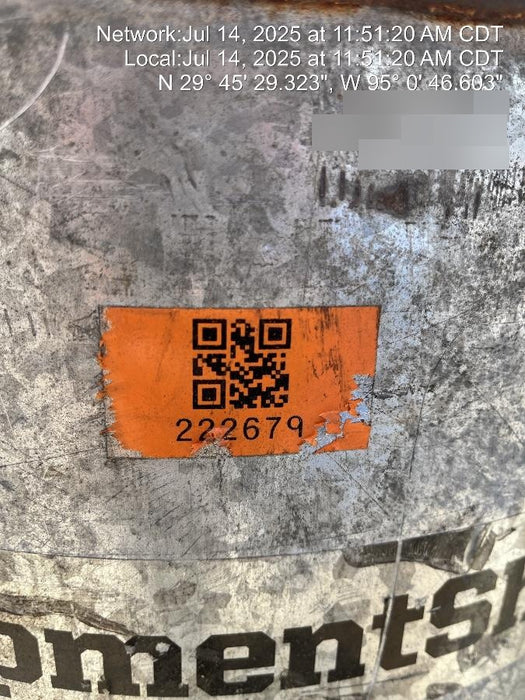 Network:Jul 14, 2025 at 11:51:20 AM CDT
Local:Jul 14, 2025 at 11:51:20 AM CDT
N 29° 45' 29.323", W 95° 0' 46.603"
222679
pmentS